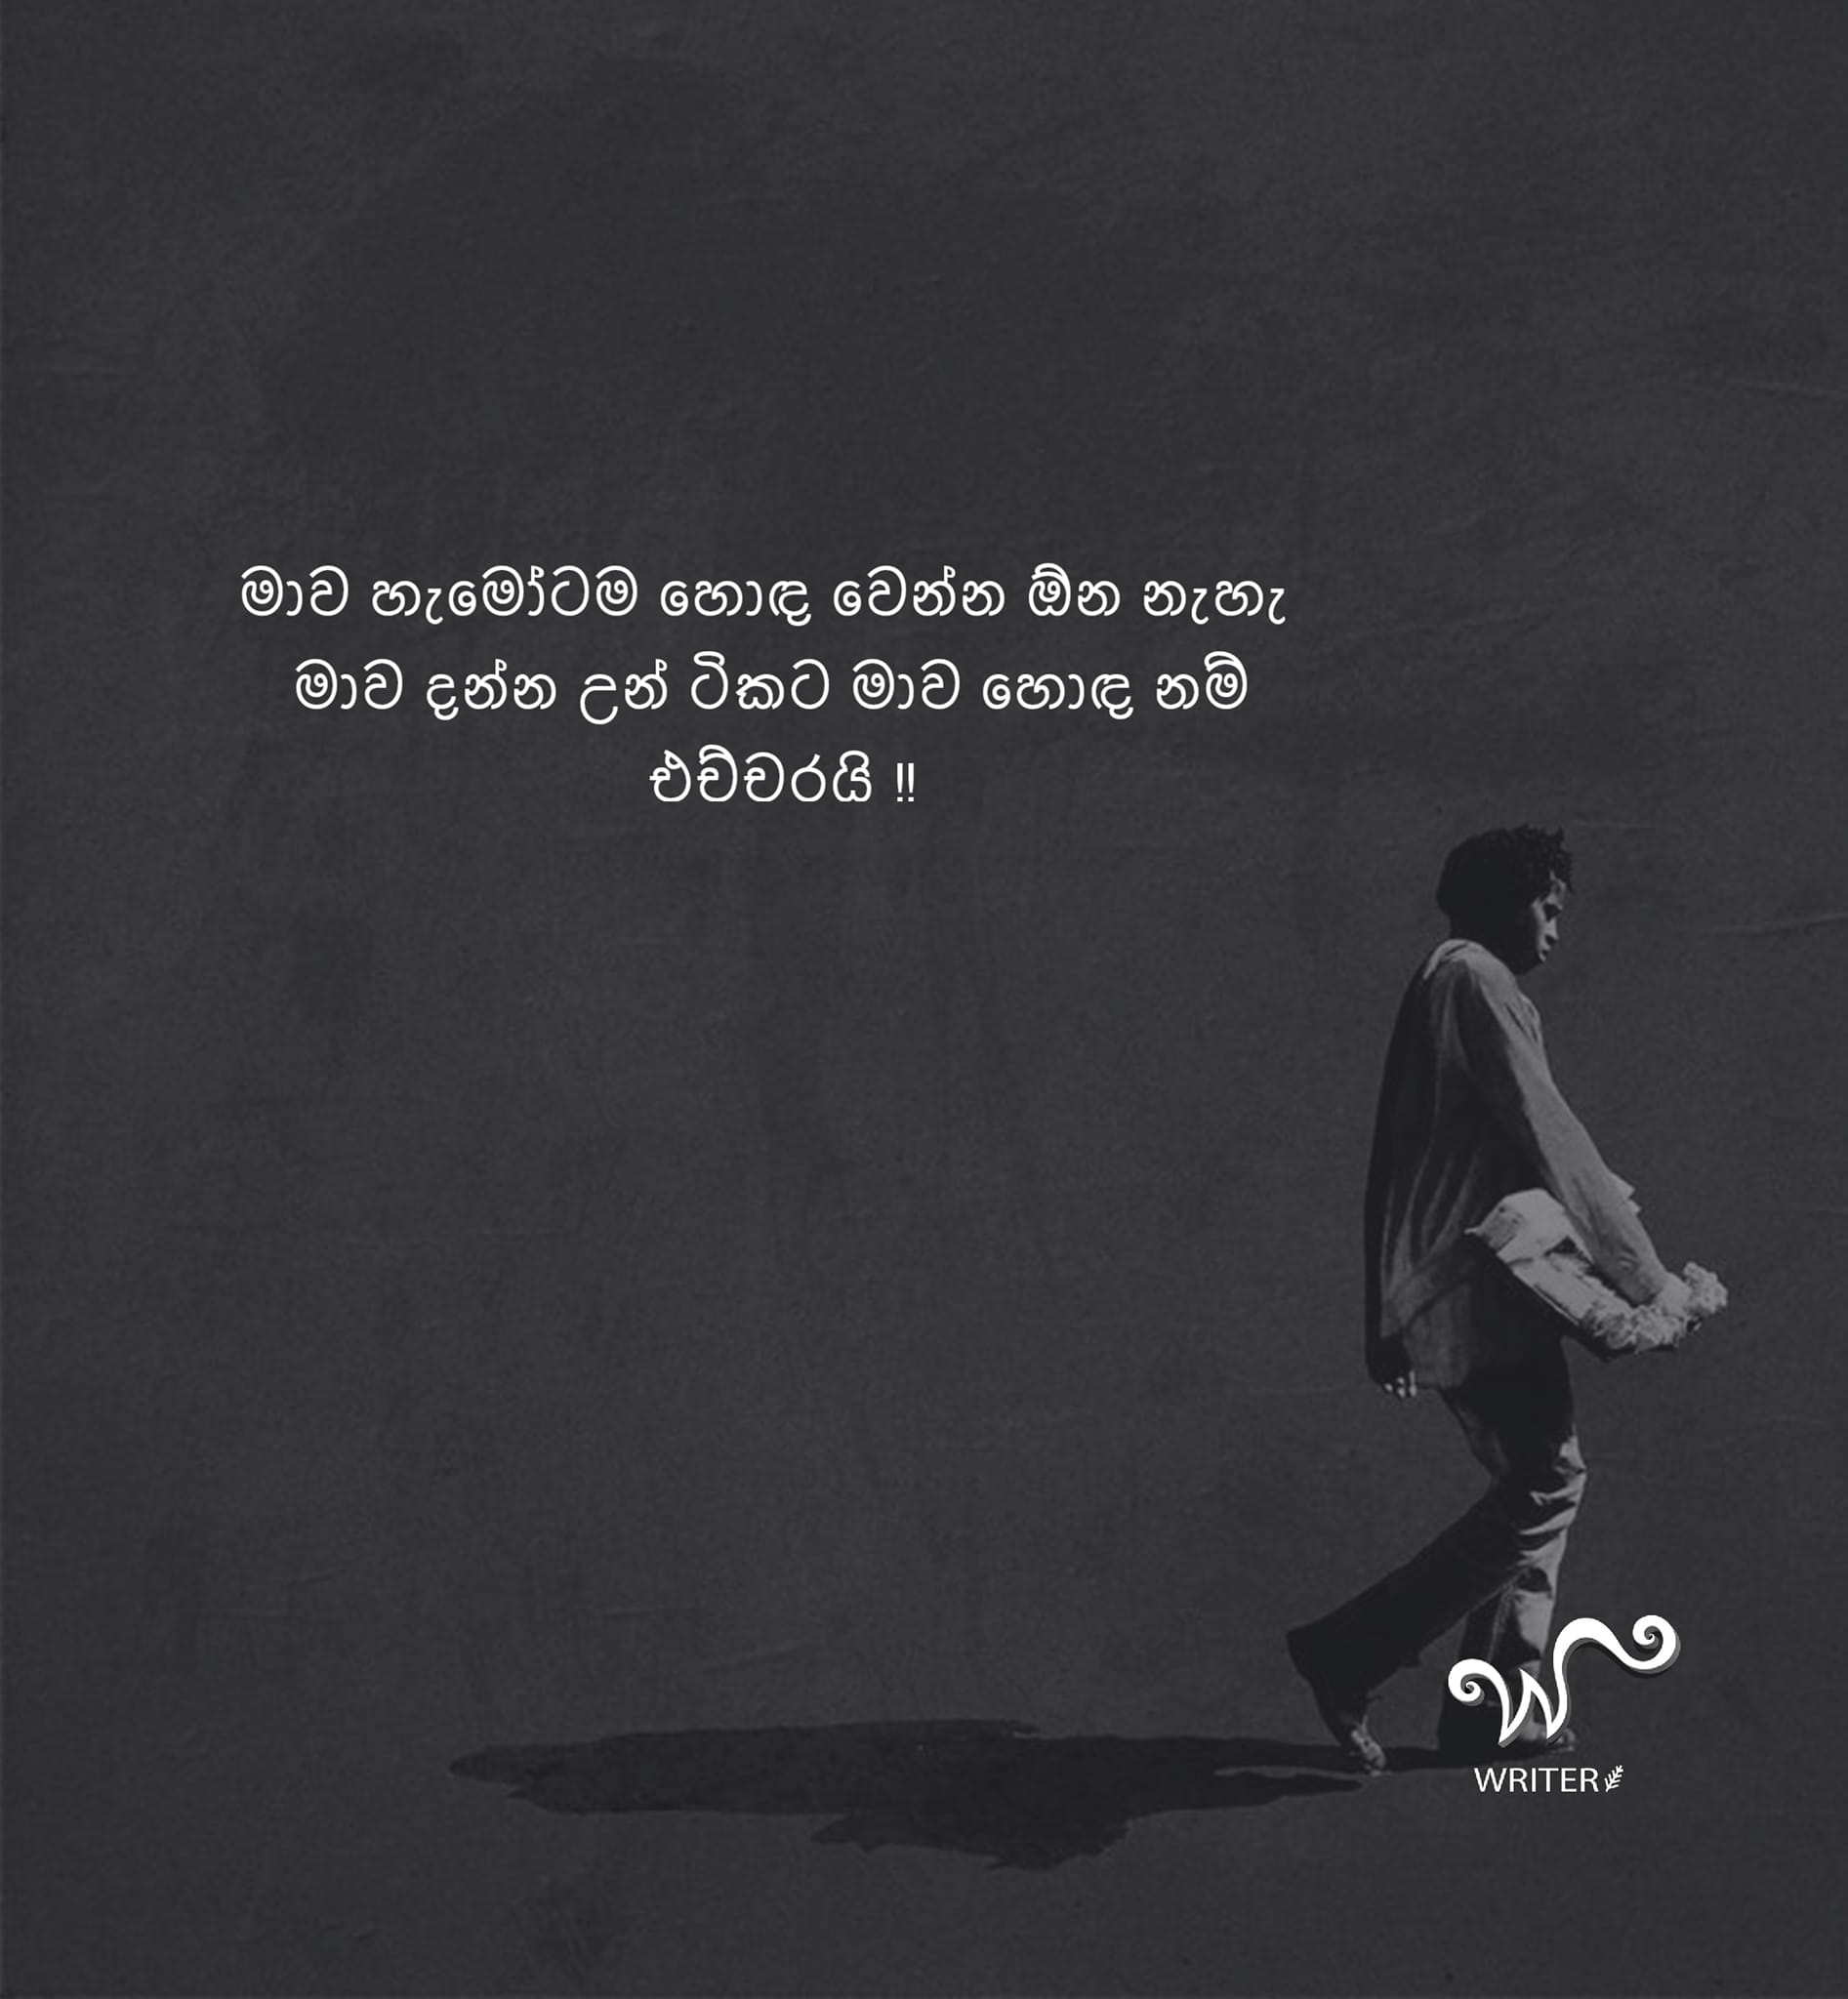 මාව හැමෝටම හොඳ වෙන්න ඕන නැහැ
මාව දන්න උන් ටිකට මාව හොඳ නම්
එච්චරයි !!
W
WRITER